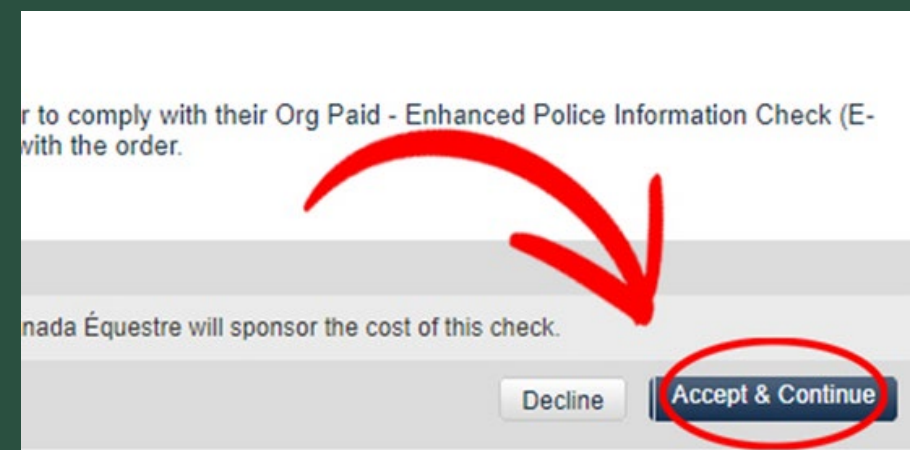 r to comply with their Org Paid - Enhanced Police Information Check (E-
with the order.
nada Équestre will sponsor the cost of this check.
Decline
Accept & Continue